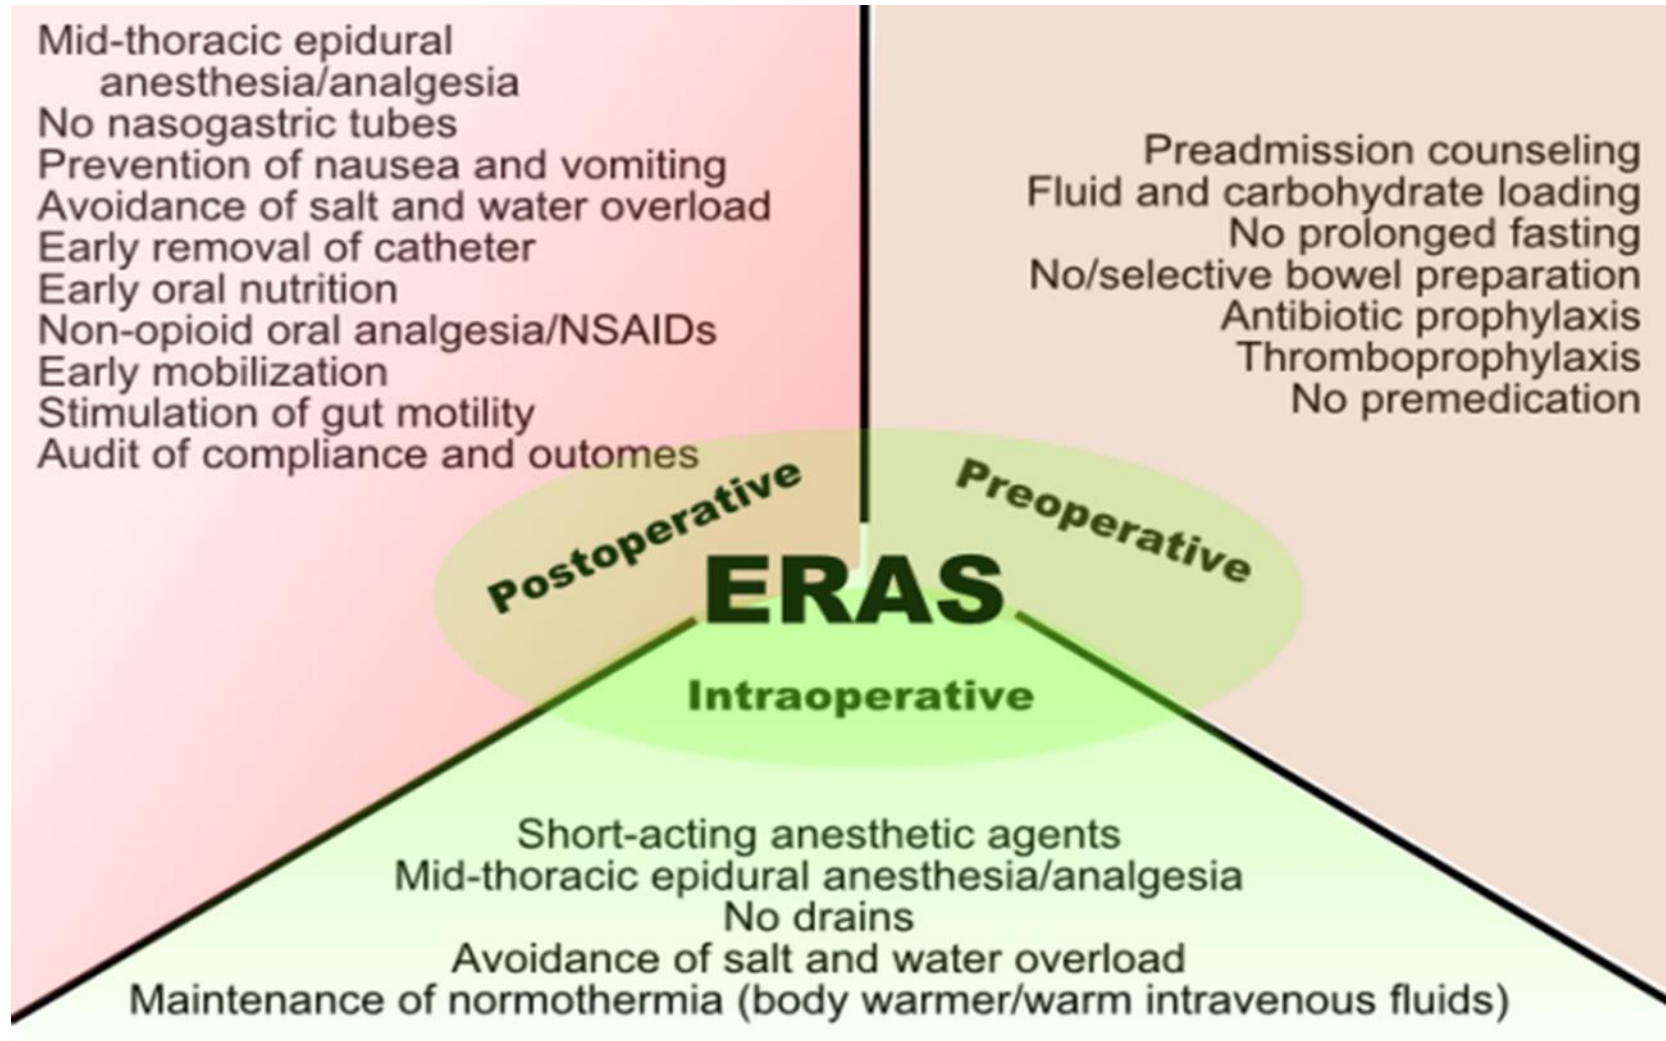 Mid-thoracic epidural
anesthesia/analgesia
No nasogastric tubes
Prevention of nausea and vomiting
Avoidance of salt and water overload
Early removal of catheter
Early oral nutrition
Non-opioid oral analgesia/NSAIDs
Early mobilization
Stimulation of gut motility
Audit of compliance and outomes
Preadmission counseling
Fluid and carbohydrate loading
No prolonged fasting
No/selective bowel preparation
Antibiotic prophylaxis
Thromboprophylaxis
No premedication
Postoperative
Preoperative
ERAS
Intraoperative
Short-acting anesthetic agents
Mid-thoracic epidural anesthesia/analgesia
No drains
Avoidance of salt and water overload
Maintenance of normothermia (body warmer/warm intravenous fluids)